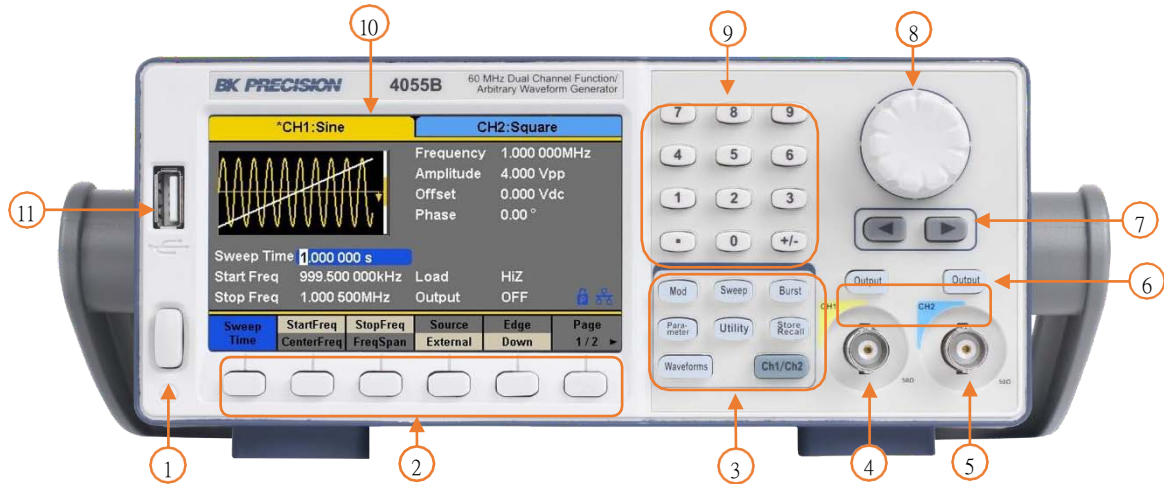 10
9
8
BK PRECISION 4055B 60 MHz Dual Channel Function/
Arbitrary Waveform Generator
*CH1:Sine CH2:Square
Frequency 1.000 000MHz
Amplitude 4.000 Vpp
Offset 0.000 Vdc
Phase 0.00 °
Sweep Time 1.000 000 s
Start Freq 999.500 000kHz Load HiZ
Stop Freq 1.000 500MHz Output OFF
Sweep Time
StartFreq CenterFreq
StopFreq FreqSpan
Source External
Edge Down
Page 1/2 ►
7 8 9
4 5 6
1 2 3
. 0 +/-
Mod Sweep Burst
Para-
meter
Utility
Store
Recall
Waveforms Ch1/Ch2
◄ ►
Output Output
CH1 CH2
50Ω 50Ω
11
7
6
1
2
3
4
5